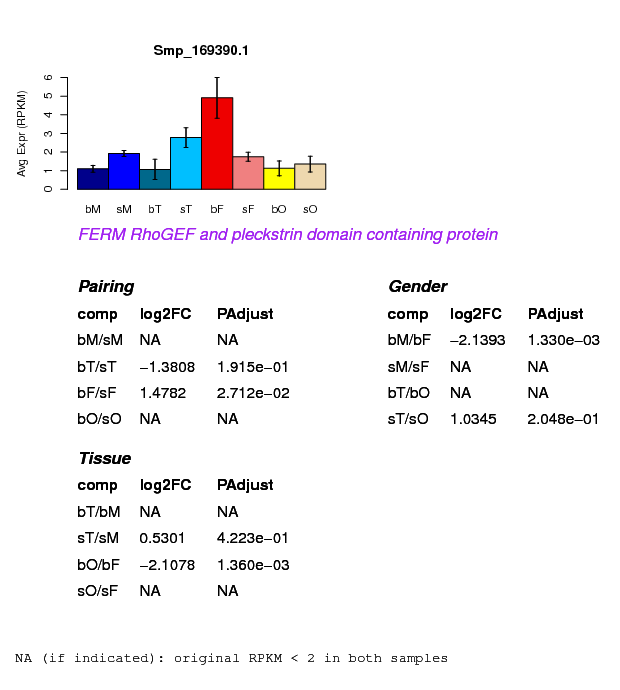 Smp_169390.1
Avg Expr (RPKM)
0 1 2 3 4 5 6
bM sM bT sT bF sF bO sO
FERM RhoGEF and pleckstrin domain containing protein
Pairing
comp log2FC PAdjust
bM/sM NA NA
bT/sT −1.3808 1.915e−01
bF/sF 1.4782 2.712e−02
bO/sO NA NA
Gender
comp log2FC PAdjust
bM/bF −2.1393 1.330e−03
sM/sF NA NA
bT/bO NA NA
sT/sO 1.0345 2.048e−01
Tissue
comp log2FC PAdjust
bT/bM NA NA
sT/sM 0.5301 4.223e−01
bO/bF −2.1078 1.360e−03
sO/sF NA NA
NA (if indicated): original RPKM < 2 in both samples